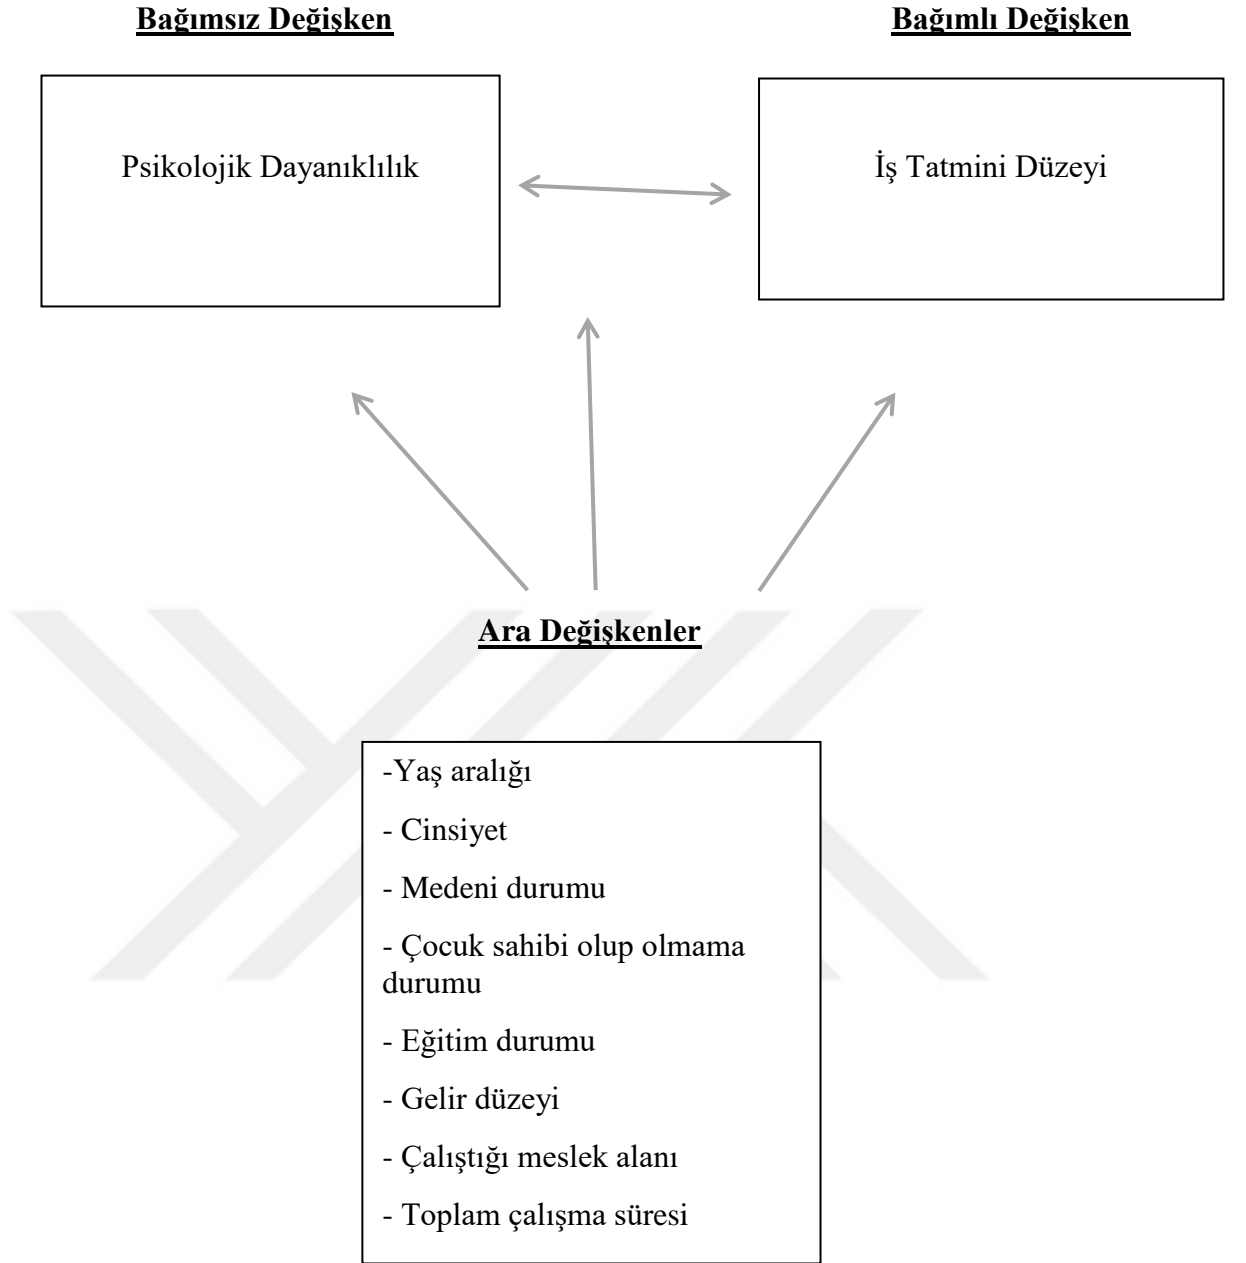 Bağımsız Değişken
Bağımlı Değişken
Psikolojik Dayanıklılık
İş Tatmini Düzeyi
Ara Değişkenler
-Yaş aralığı
- Cinsiyet
- Medeni durumu
- Çocuk sahibi olup olmama
durumu
- Eğitim durumu
- Gelir düzeyi
- Çalıştığı meslek alanı
- Toplam çalışma süresi